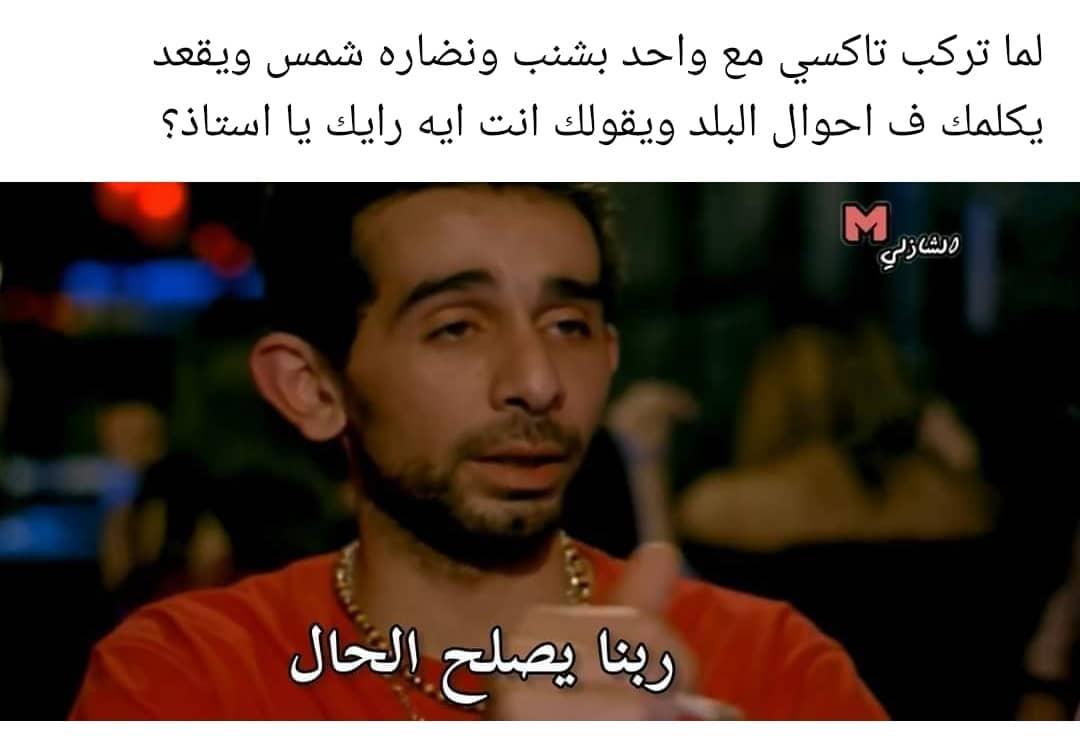 لما تركب تاكسي مع واحد بشنب ونضاره شمس ويقعد
يكلمك ف احوال البلد ويقولك انت ايه رايك يا استاذ؟
M
الشاذلي
ربنا يصلح الحال